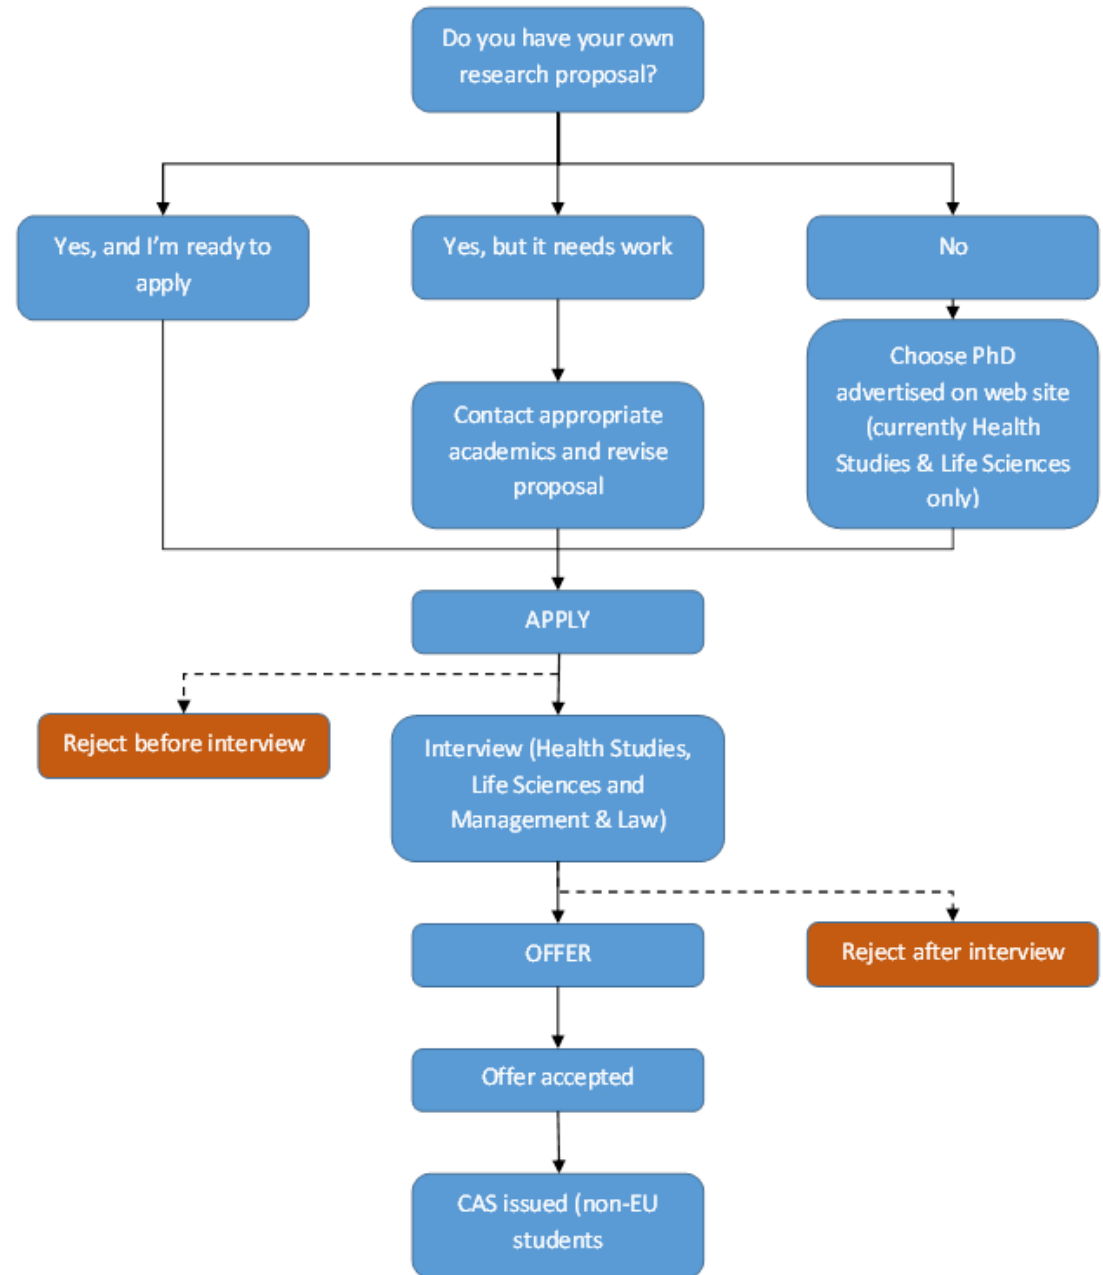 Do you have your own
research proposal?
Yes, and I'm ready to
apply
Yes, but it needs work
No
Contact appropriate
academics and revise
proposal
Choose PhD
advertised on web site
(currently Health
Studies & Life Sciences
only)
APPLY
Reject before interview
Interview (Health Studies,
Life Sciences and
Management & Law)
OFFER
Reject after interview
Offer accepted
CAS issued (non-EU
students